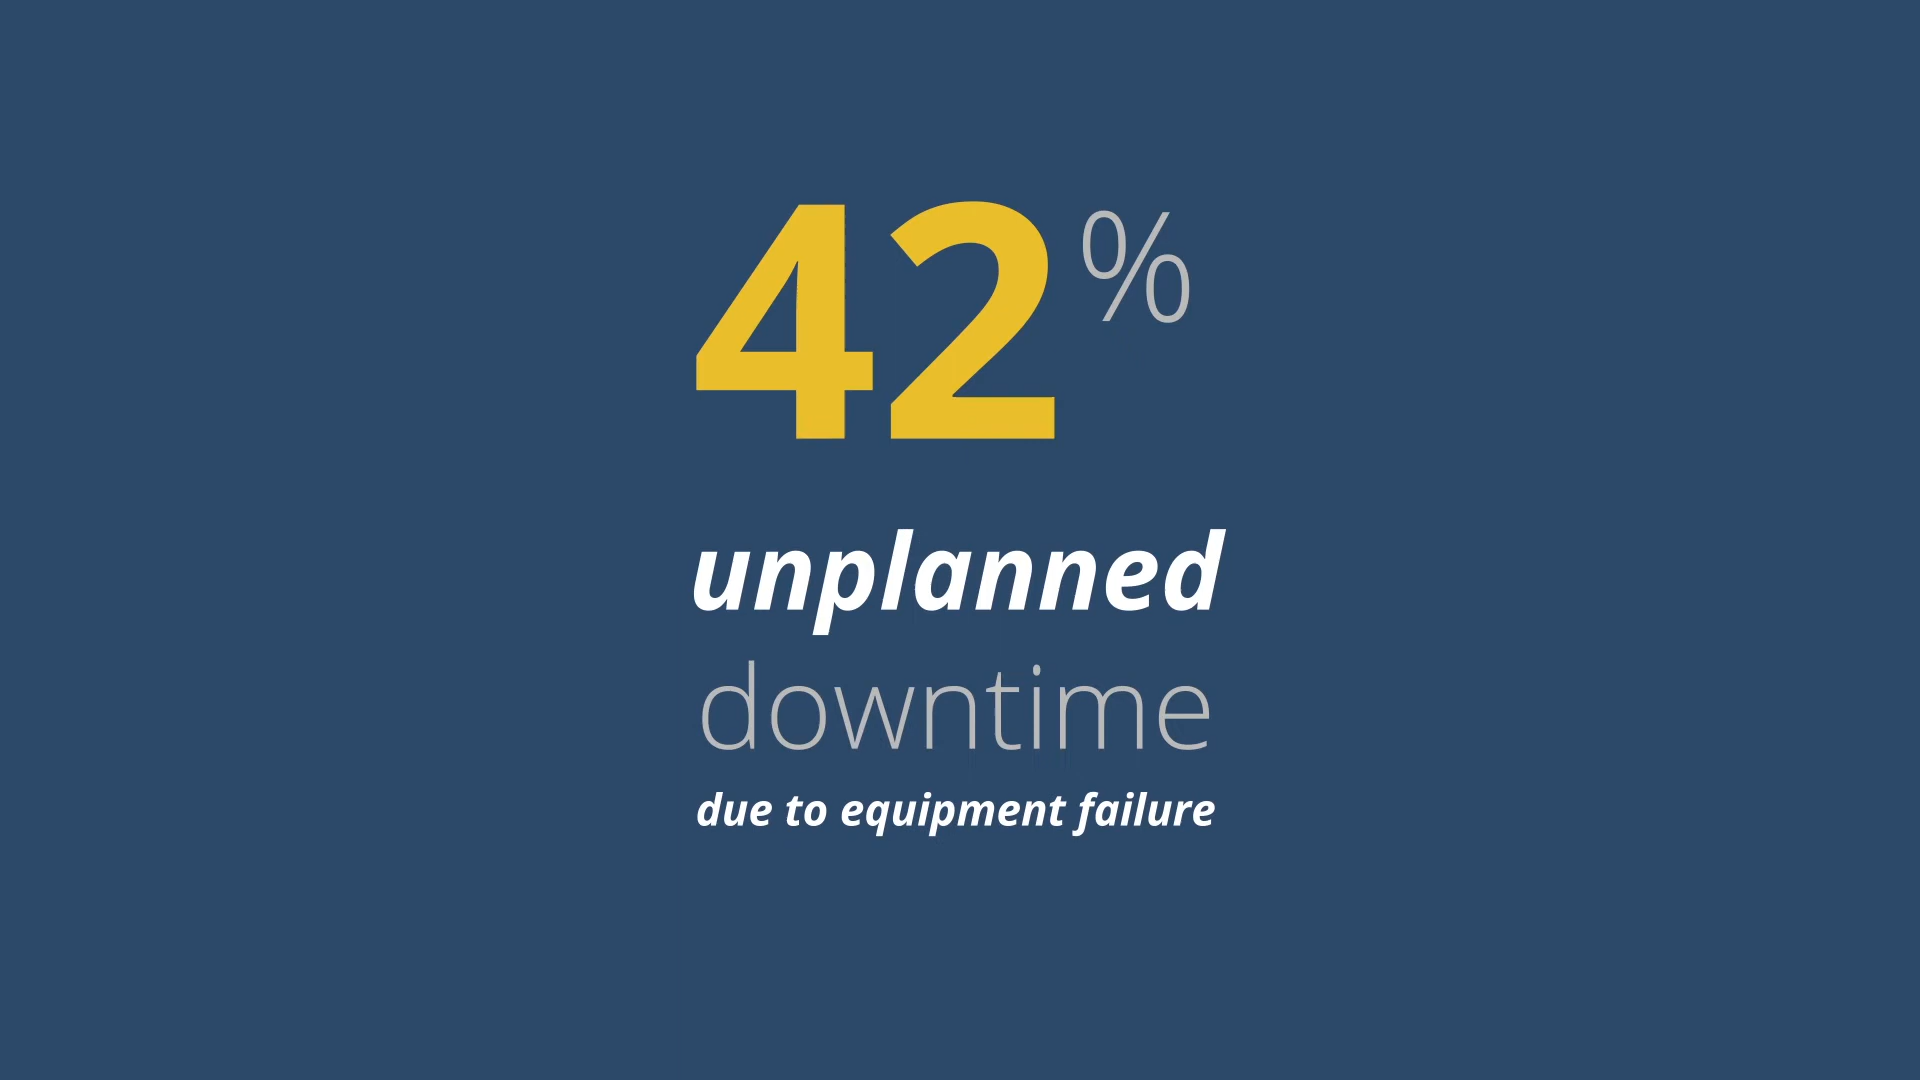 42%
unplanned
downtime
due to equipment failure